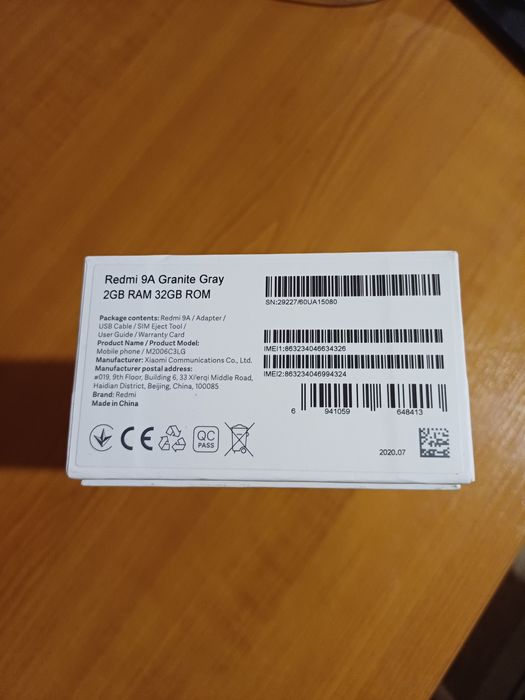 Redmi 9A Granite Gray
2GB RAM 32GB ROM
Package contents: Redmi 9A / Adapter /
USB Cable / SIM Eject Tool /
User Guide / Warranty Card
Product Name / Product Model:
Mobile phone / M2006C3LG
Manufacturer: Xiaomi Communications Co., Ltd.
Manufacturer postal address:
#019, 9th Floor, Building 6, 33 Xi'erqi Middle Road,
Haidian District, Beijing, China, 100085
Brand: Redmi
Made in China
CE
QC
PASS
SN:29227/60UA15080
IMEI1:863234046634326
IMEI2:863234046994324
6 941059 648413
2020.07